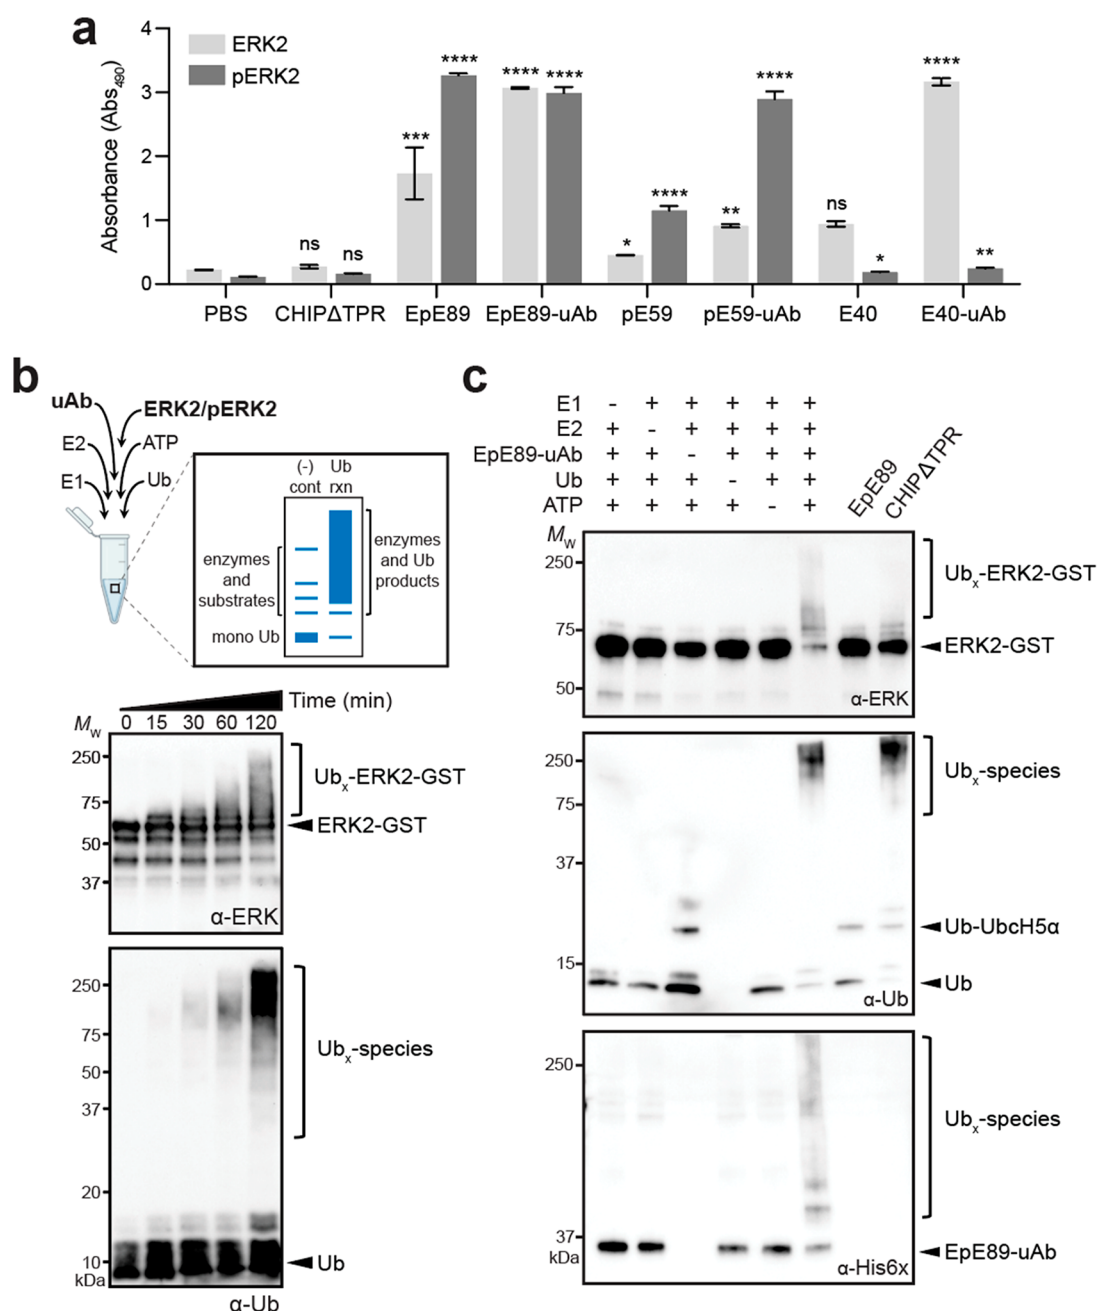 a
4
3
2
1
0
Absorbance (Abs490)
ERK2
pERK2
ns
ns
***
****
****
****
*
****
**
****
ns
*
****
**
PBS
CHIPΔTPR
EpE89
EpE89-uAb
pE59
pE59-uAb
E40
E40-uAb
b
uAb
ERK2/pERK2
E2
ATP
E1
Ub
(-)
cont
Ub
rxn
enzymes
and
substrates
enzymes
and Ub
products
mono Ub
Time (min)
0 15 30 60 120
Mw
250
75
50
37
Ubx-ERK2-GST
ERK2-GST
α-ERK
250
75
50
37
20
10
kDa
Ubx-species
Ub
α-Ub
c
E1 - + + + + +
E2 + - + + + +
EpE89-uAb + + - + + +
Ub + + + - + +
ATP + + + + - +
EpE89
CHIPΔTPR
Mw
250
75
50
Ubx-ERK2-GST
ERK2-GST
α-ERK
250
75
37
15
Ubx-species
Ub-UbcH5α
Ub
α-Ub
250
37
kDa
Ubx-species
EpE89-uAb
α-His6x